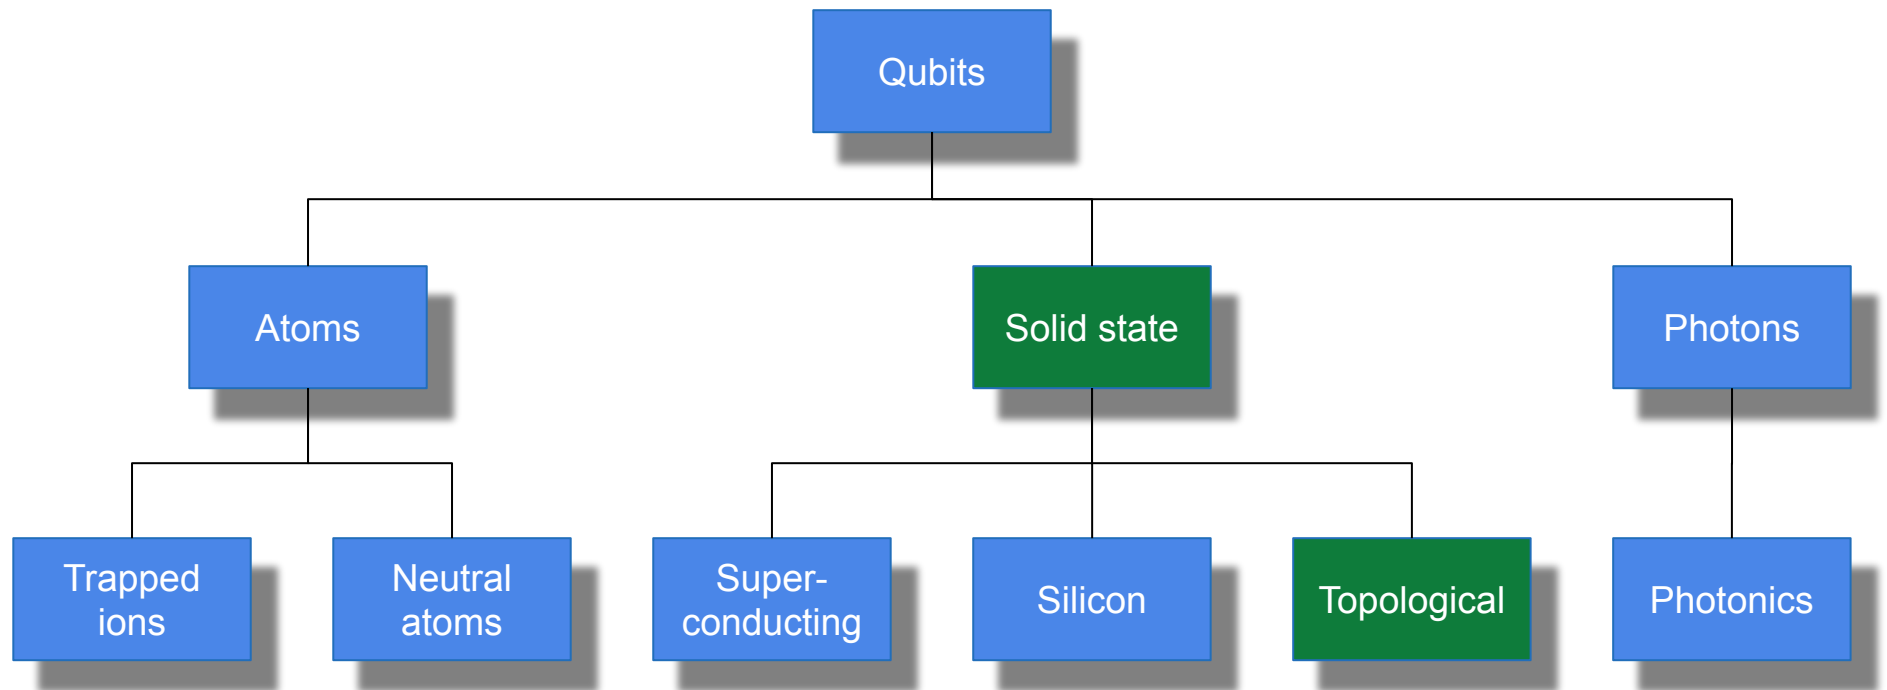 Qubits
Atoms
Solid state
Photons
Trapped
ions
Neutral
atoms
Super-
conducting
Silicon
Topological
Photonics